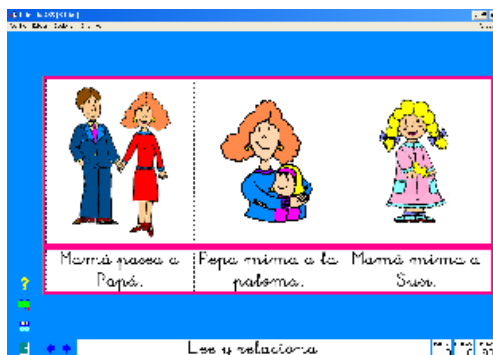 Mamá pasea a
Papá.
Pepa mima a la
paloma.
Mamá mima a
Susi.
?
Lee y relaciona